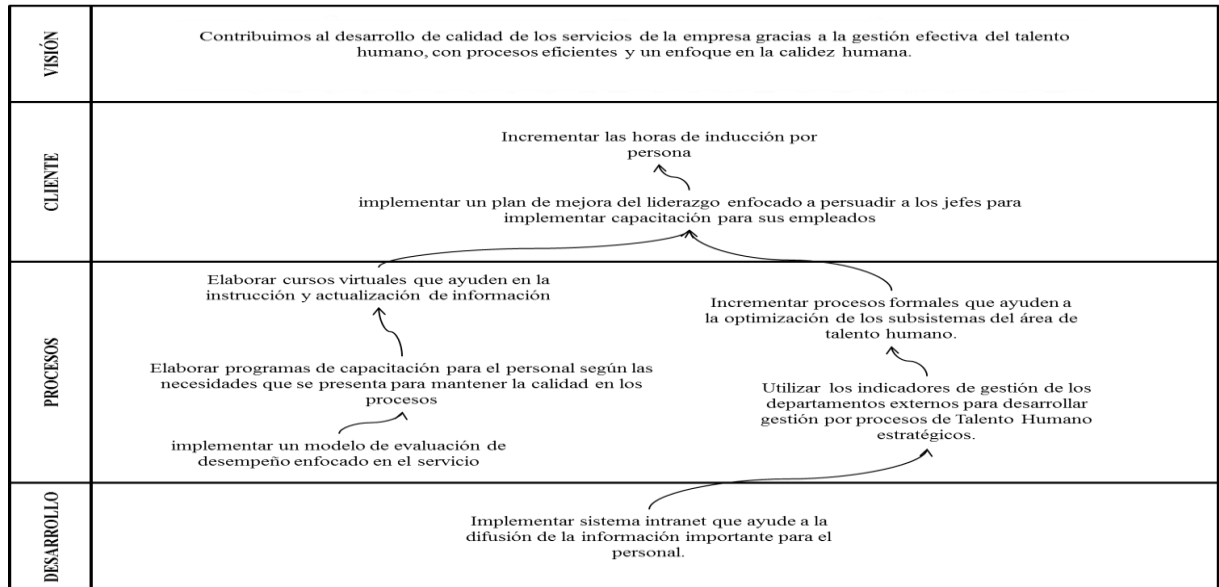 VISIÓN
Contribuimos al desarrollo de calidad de los servicios de la empresa gracias a la gestión efectiva del talento
humano, con procesos eficientes y un enfoque en la calidez humana.
CLIENTE
Incrementar las horas de inducción por
persona
implementar un plan de mejora del liderazgo enfocado a persuadir a los jefes para
implementar capacitación para sus empleados
PROCESOS
Elaborar cursos virtuales que ayuden en la
instrucción y actualización de información
Elaborar programas de capacitación para el personal según las
necesidades que se presenta para mantener la calidad en los
procesos
implementar un modelo de evaluación de
desempeño enfocado en el servicio
Incrementar procesos formales que ayuden a
la optimización de los subsistemas del área de
talento humano.
Utilizar los indicadores de gestión de los
departamentos externos para desarrollar
gestión por procesos de Talento Humano
estratégicos.
DESARROLLO
Implementar sistema intranet que ayude a la
difusión de la información importante para el
personal.